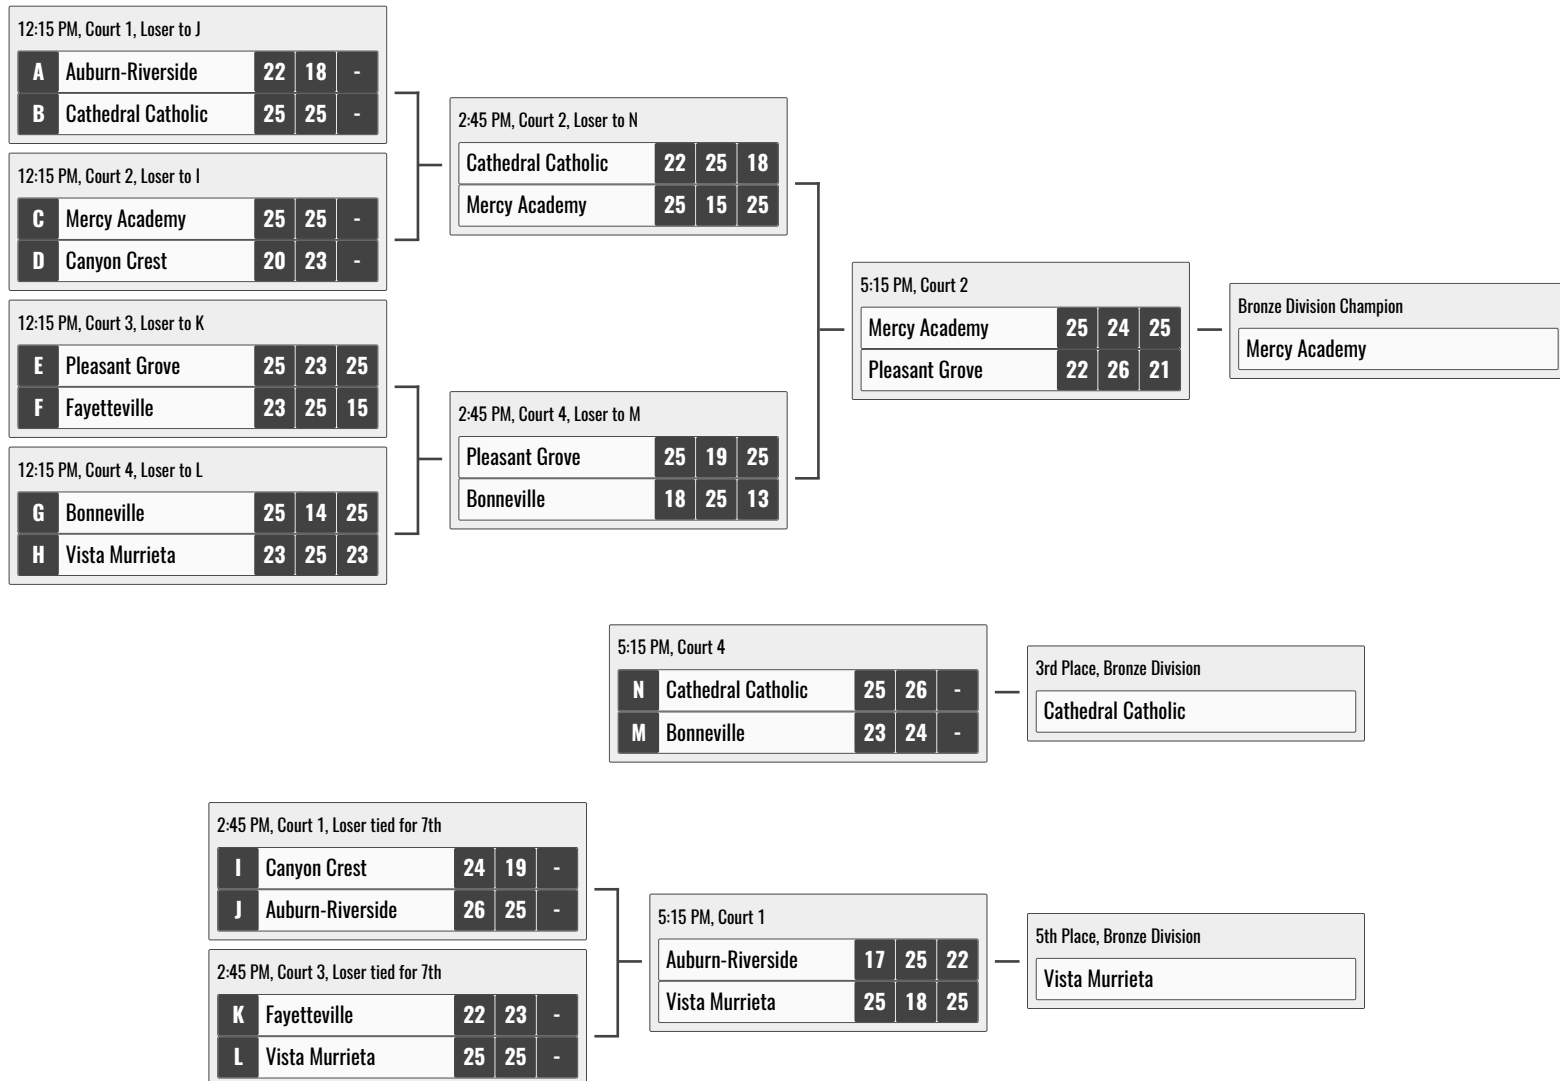 12:15 PM, Court 1, Loser to J
A Auburn-Riverside 22 18 -
B Cathedral Catholic 25 25 -
12:15 PM, Court 2, Loser to I
C Mercy Academy 25 25 -
D Canyon Crest 20 23 -
12:15 PM, Court 3, Loser to K
E Pleasant Grove 25 23 25
F Fayetteville 23 25 15
12:15 PM, Court 4, Loser to L
G Bonneville 25 14 25
H Vista Murrieta 23 25 23
2:45 PM, Court 2, Loser to N
Cathedral Catholic 22 25 18
Mercy Academy 25 15 25
2:45 PM, Court 4, Loser to M
Pleasant Grove 25 19 25
Bonneville 18 25 13
5:15 PM, Court 2
Mercy Academy 25 24 25
Pleasant Grove 22 26 21
Bronze Division Champion
Mercy Academy
5:15 PM, Court 4
N Cathedral Catholic 25 26 -
M Bonneville 23 24 -
3rd Place, Bronze Division
Cathedral Catholic
2:45 PM, Court 1, Loser tied for 7th
I Canyon Crest 24 19 -
J Auburn-Riverside 26 25 -
2:45 PM, Court 3, Loser tied for 7th
K Fayetteville 22 23 -
L Vista Murrieta 25 25 -
5:15 PM, Court 1
Auburn-Riverside 17 25 22
Vista Murrieta 25 18 25
5th Place, Bronze Division
Vista Murrieta